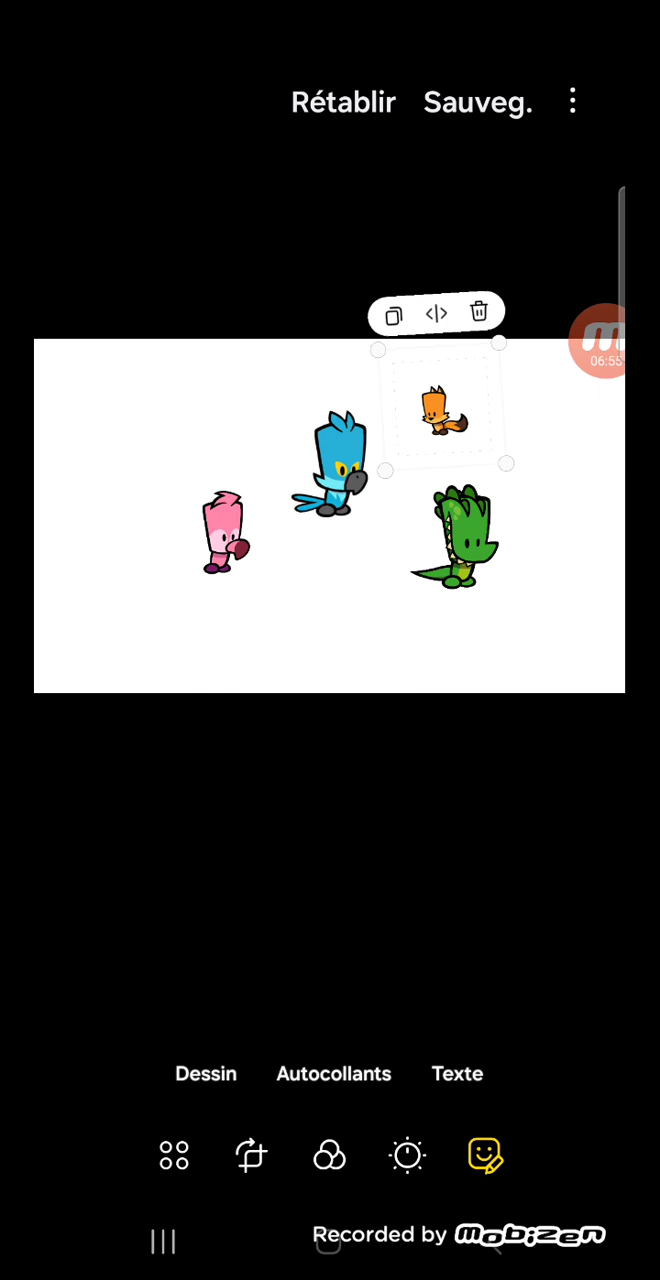 Rétablir Sauveg.
06:55
Dessin Autocollants Texte
Recorded by mobizen